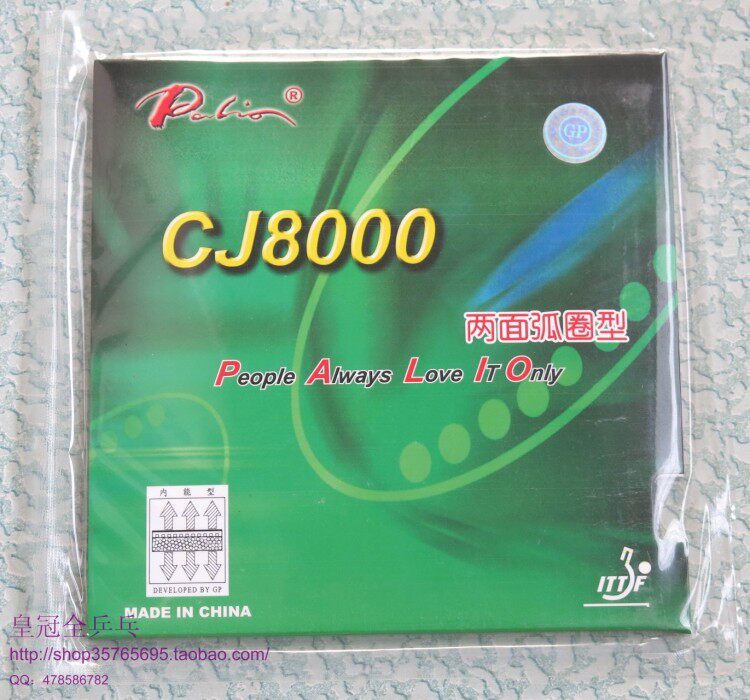 Palio®
GP
CJ8000
两面弧圈型
People Always Love IT Only
内能型
DEVELOPED BY GP
ITTF
MADE IN CHINA
皇冠全乒乓
http://shop35765695.taobao.com/
QQ：478586782